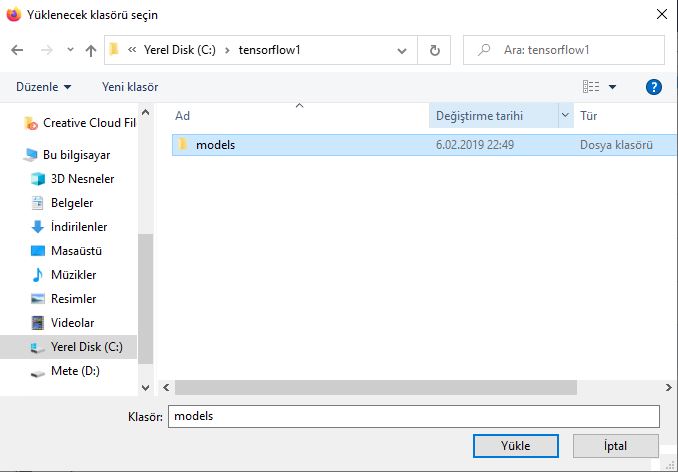 Yüklenecek klasörü seçin
« Yerel Disk (C:) › tensorflow1
Ara: tensorflow1
Düzenle Yeni klasör
?
Ad Değiştirme tarihi Tür
models 6.02.2019 22:49 Dosya klasörü
Creative Cloud Fil
Bu bilgisayar
3D Nesneler
Belgeler
İndirilenler
Masaüstü
Müzikler
Resimler
Videolar
Yerel Disk (C:)
Mete (D:)
Klasör: models
Yükle İptal